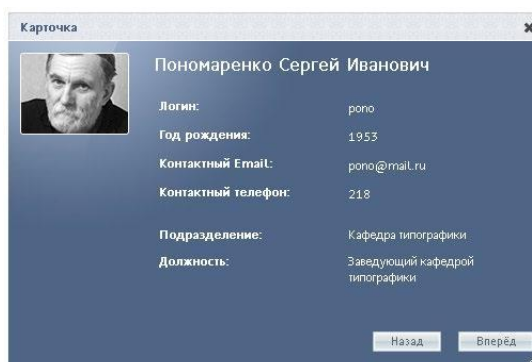 Карточка
Пономаренко Сергей Иванович
Логин: pono
Год рождения: 1953
Контактный Email: pono@mail.ru
Контактный телефон: 218
Подразделение: Кафедра типографики
Должность: Заведующий кафедрой
типографики
Назад Вперёд